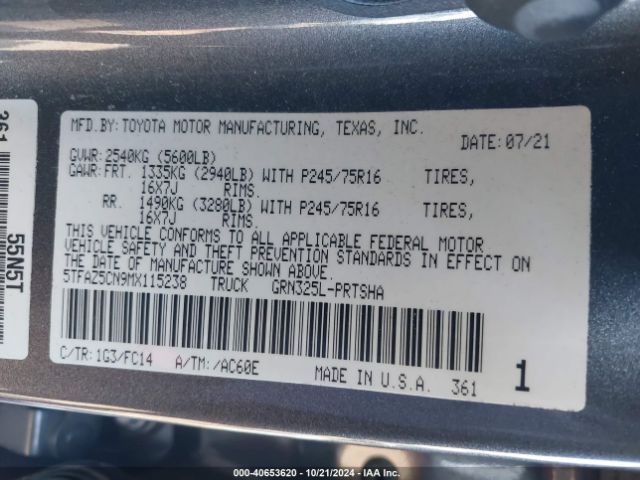 MFD.BY:TOYOTA MOTOR MANUFACTURING, TEXAS, INC.
DATE:07/21
GVWR:2540KG (5600LB)
GAWR:FRT. 1335KG (2940LB) WITH P245/75R16 TIRES,
16X7J RIMS,
RR. 1490KG (3280LB) WITH P245/75R16 TIRES,
16X7J RIMS.
THIS VEHICLE CONFORMS TO ALL APPLICABLE FEDERAL MOTOR
VEHICLE SAFETY AND THEFT PREVENTION STANDARDS IN EFFECT
ON THE DATE OF MANUFACTURE SHOWN ABOVE.
5TFAZ5CN9MX115238 TRUCK GRN325L-PRTSHA
C/TR:1G3/FC14 A/TM:/AC60E MADE IN U.S.A. 361
1
361
55N5T
000-40653620 | 10/21/2024 | IAA Inc.